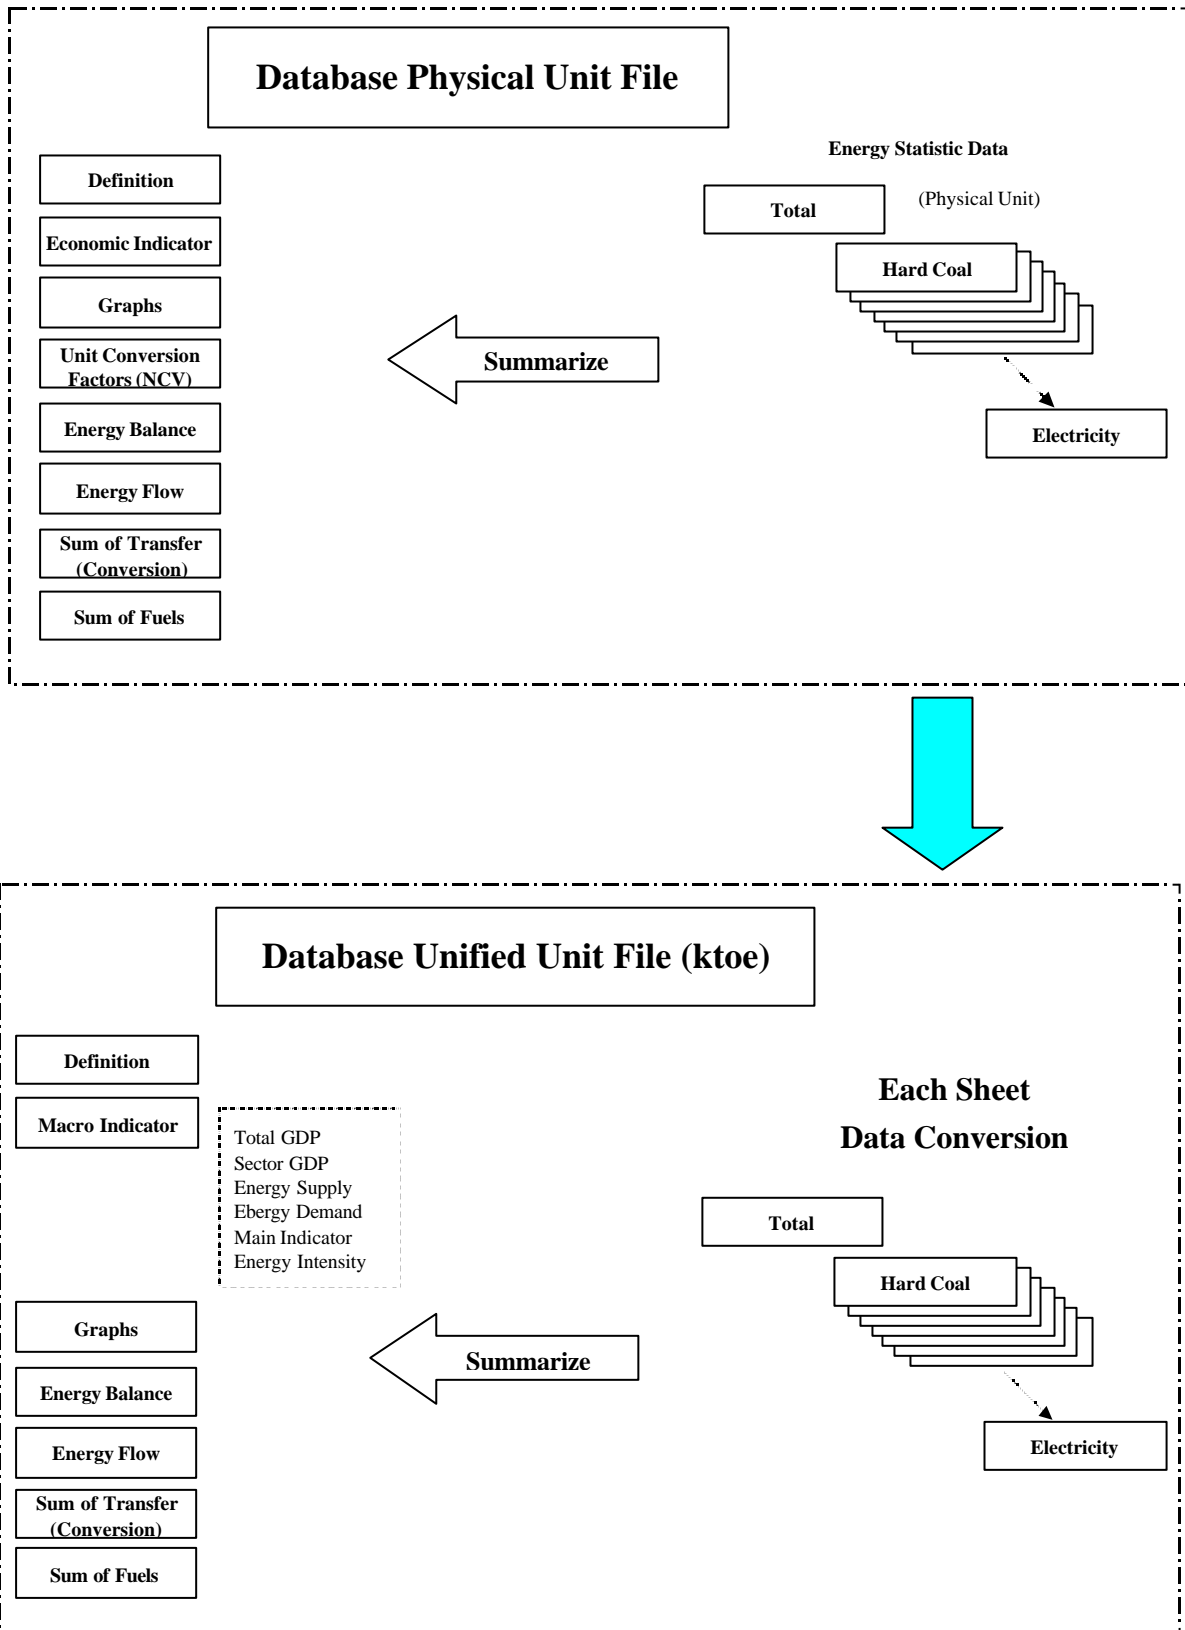 Database Physical Unit File
Energy Statistic Data
(Physical Unit)
Definition
Economic Indicator
Graphs
Unit Conversion
Factors (NCV)
Energy Balance
Energy Flow
Sum of Transfer
(Conversion)
Sum of Fuels
Summarize
Total
Hard Coal
Electricity
Database Unified Unit File (ktoe)
Definition
Macro Indicator
Total GDP
Sector GDP
Energy Supply
Ebergy Demand
Main Indicator
Energy Intensity
Graphs
Energy Balance
Energy Flow
Sum of Transfer
(Conversion)
Sum of Fuels
Summarize
Each Sheet
Data Conversion
Total
Hard Coal
Electricity